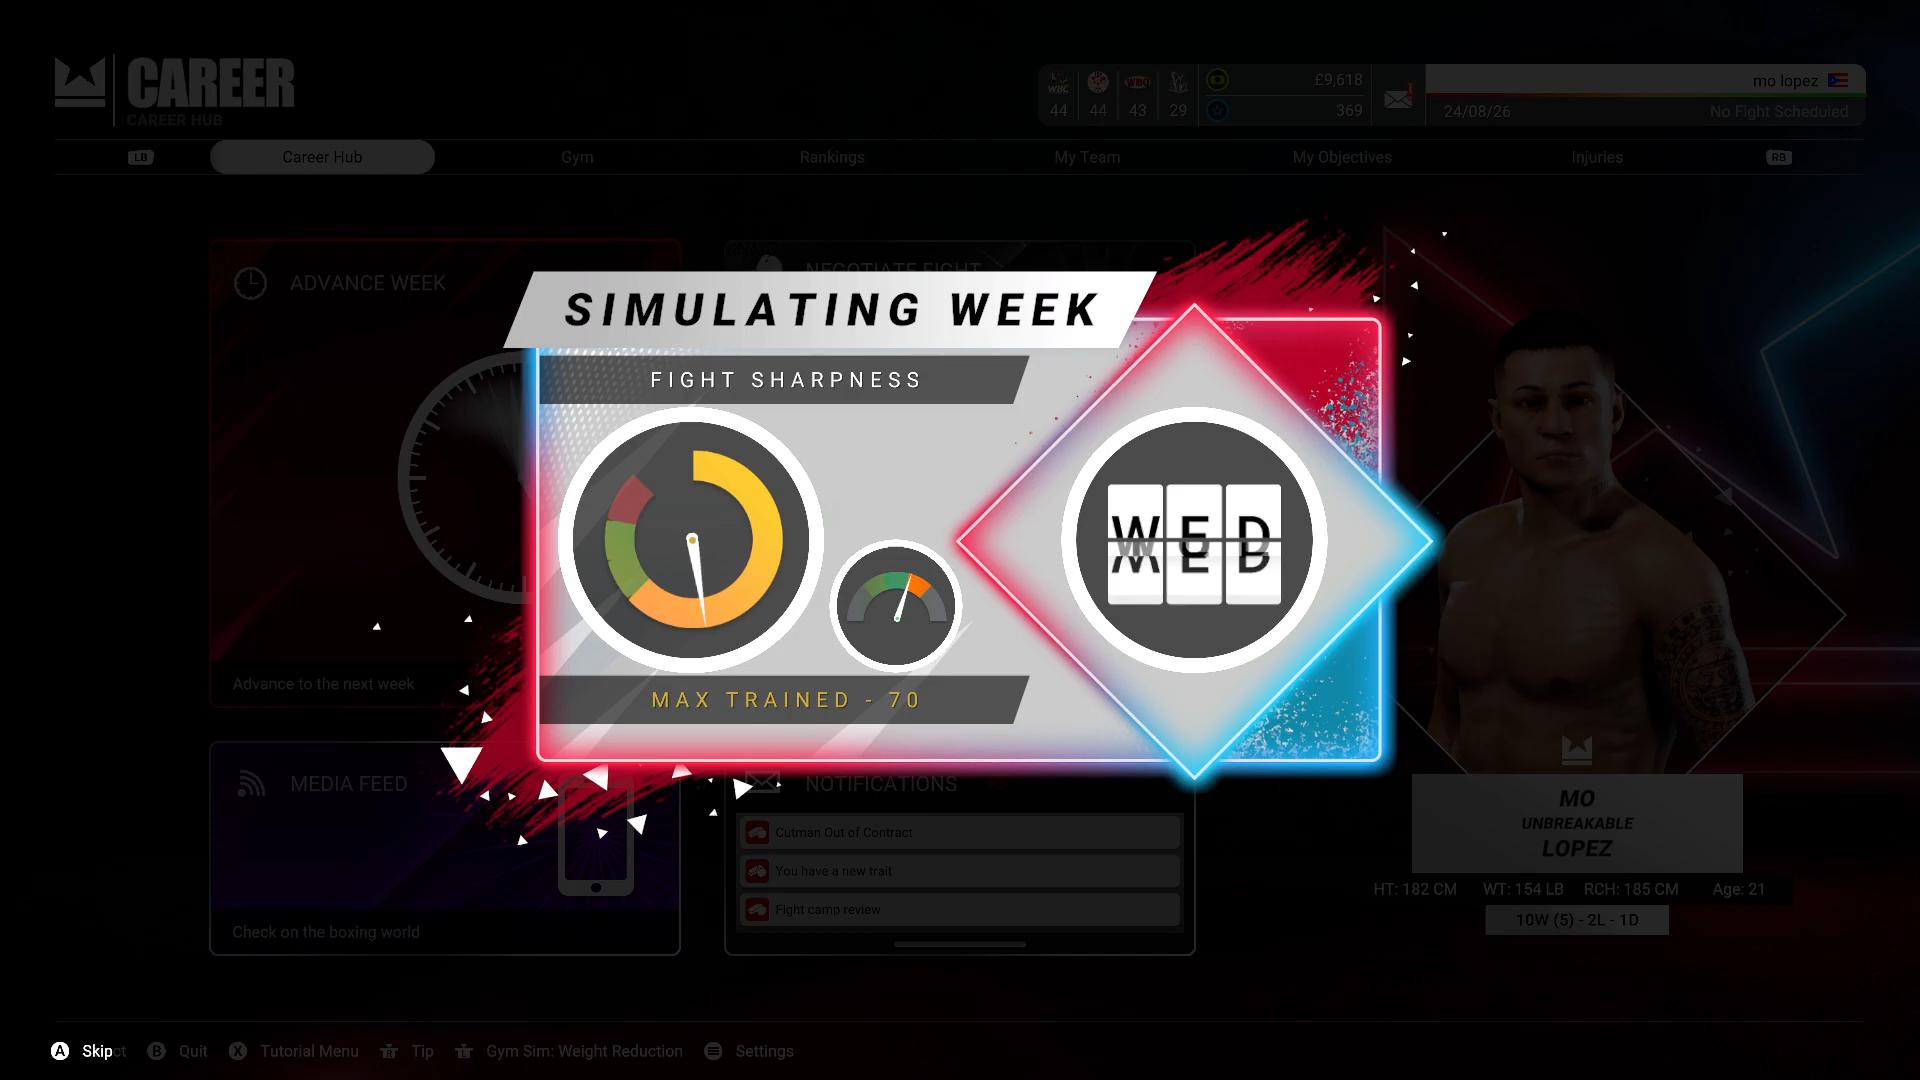 CAREER
CAREER HUB
WBC
44
44
WBO
43
29
£9,618
369
mo lopez
24/08/26
No Fight Scheduled
LB
Career Hub
Gym
Rankings
My Team
My Objectives
Injuries
RB
ADVANCE WEEK
Advance to the next week
NEGOTIATE FIGHT
SIMULATING WEEK
FIGHT SHARPNESS
WED
MAX TRAINED - 70
MEDIA FEED
Check on the boxing world
NOTIFICATIONS
Cutman Out of Contract
You have a new trait
Fight camp review
MO
UNBREAKABLE
LOPEZ
HT: 182 CM WT: 154 LB RCH: 185 CM Age: 21
10W (5) - 2L - 1D
A Skip
B Quit
X Tutorial Menu
R Tip
L Gym Sim: Weight Reduction
Settings